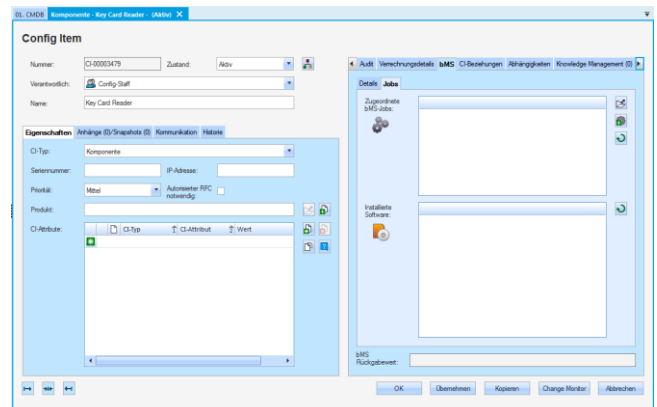 01. CMDB Komponente - Key Card Reader - (Aktiv)
Config Item
Nummer: CI-00003479 Zustand: Aktiv
Verantwortlich: Config-Staff
Name: Key Card Reader
Eigenschaften Anhänge (0)/Snapshots (0) Kommunikation Historie
CI-Typ: Komponente
Seriennummer: IP-Adresse:
Priorität: Mittel Autorisierter RFC
notwendig:
Produkt:
CI-Attribute: CI-Typ CI-Attribut Wert
Audit Verrechnungsdetails bMS CI-Beziehungen Abhängigkeiten Knowledge Management (0)
Details Jobs
Zugeordnete
bMS-Jobs:
Installierte
Software:
bMS
Rückgabewert:
OK Übernehmen Kopieren Change Monitor Abbrechen